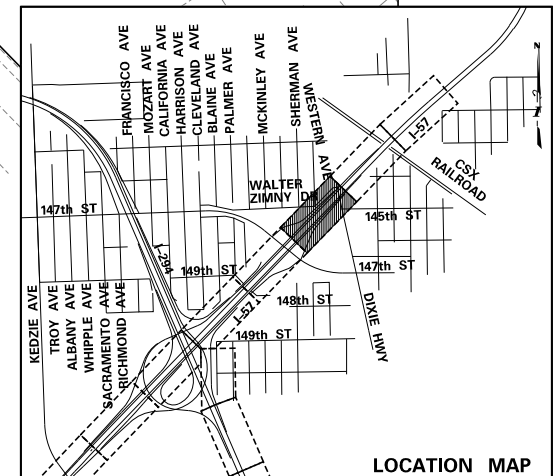 FRANCISCO AVE
MOZART AVE
CALIFORNIA AVE
HARRISON AVE
CLEVELAND AVE
BLAINE AVE
PALMER AVE
MCKINLEY AVE
SHERMAN AVE
WESTERN AVE
I-57
CSX
RAILROAD
WALTER
ZIMNY DR
147th ST
145th ST
I-294
149th ST
147th ST
148th ST
I-57
149th ST
DIXIE HWY
KEDZIE AVE
TROY AVE
ALBANY AVE
WHIPPLE AVE
SACRAMENTO AVE
RICHMOND AVE
LOCATION MAP